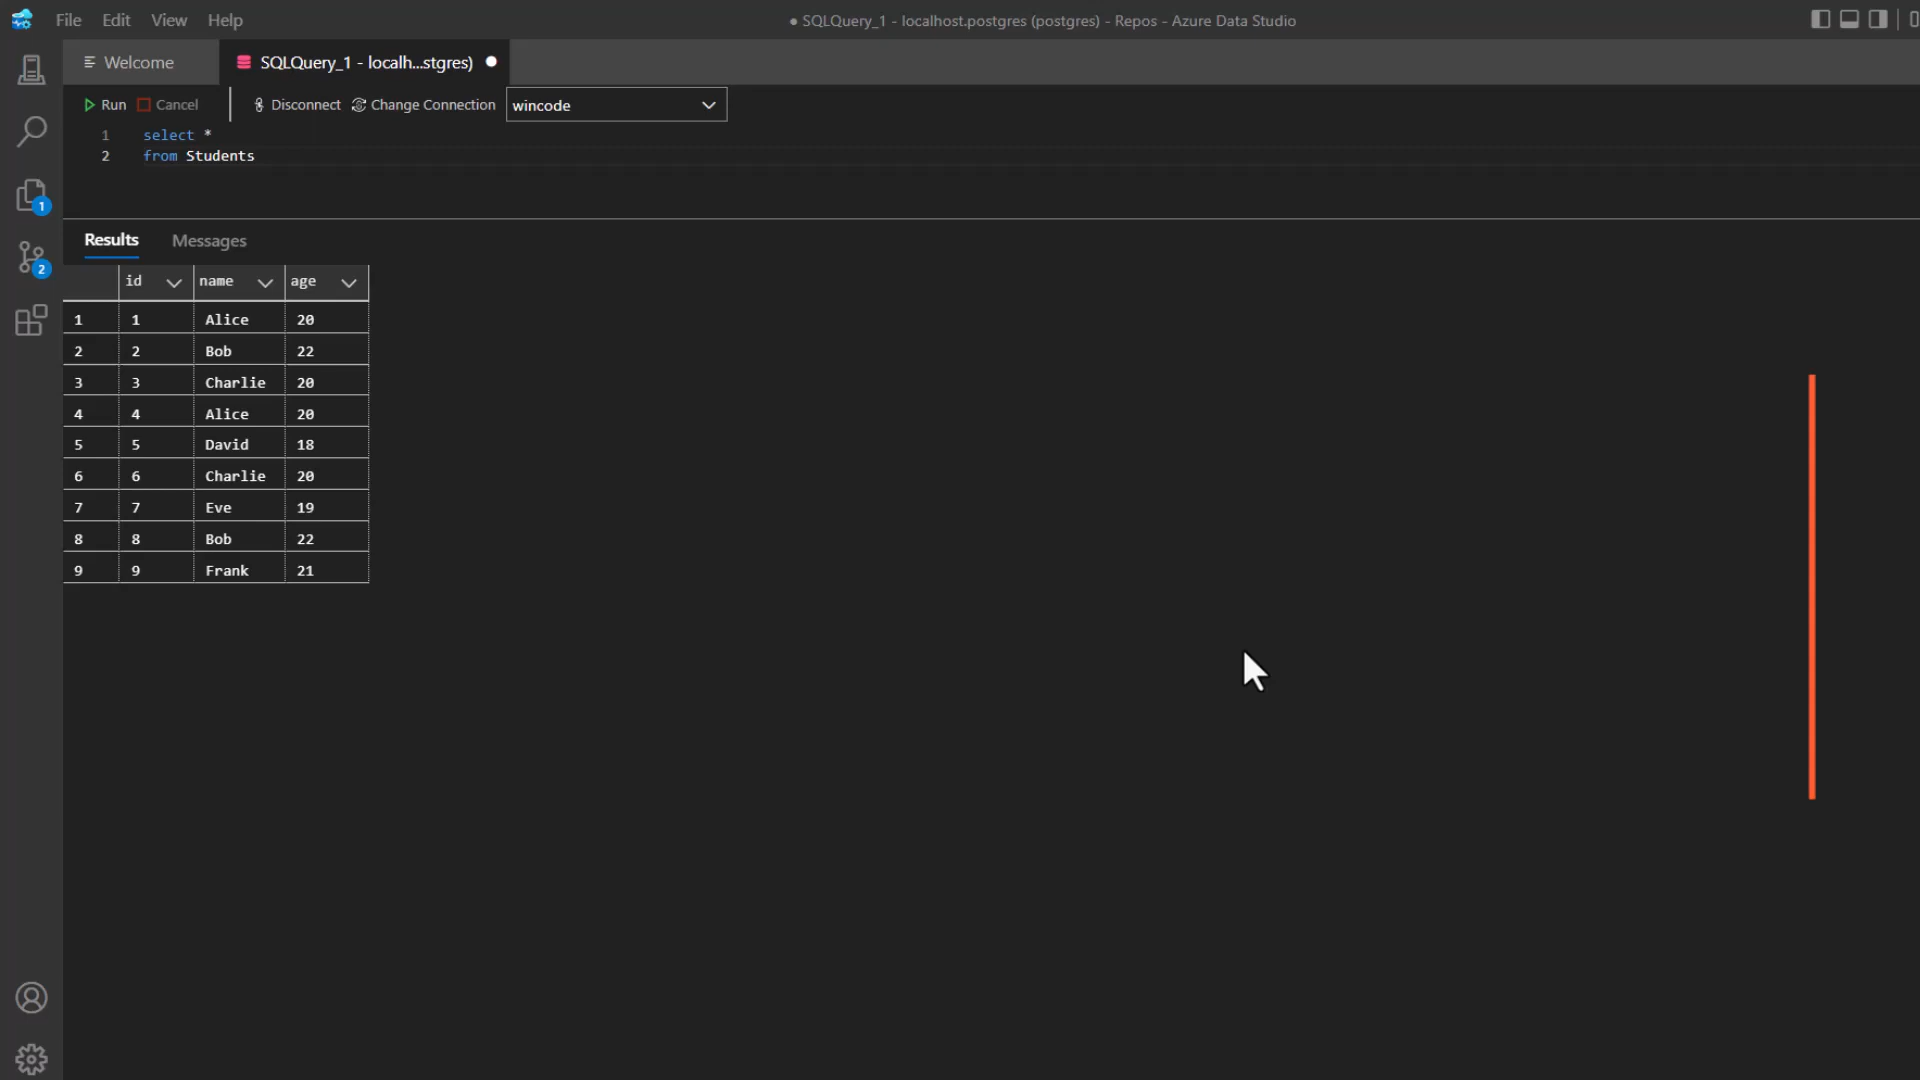 File Edit View Help ● SQLQuery_1 - localhost.postgres (postgres) - Repos - Azure Data Studio
Welcome SQLQuery_1 - localh...stgres)
Run Cancel Disconnect Change Connection wincode
1 select *
2 from Students
1
2
Results Messages
id name age
1 1 Alice 20
2 2 Bob 22
3 3 Charlie 20
4 4 Alice 20
5 5 David 18
6 6 Charlie 20
7 7 Eve 19
8 8 Bob 22
9 9 Frank 21